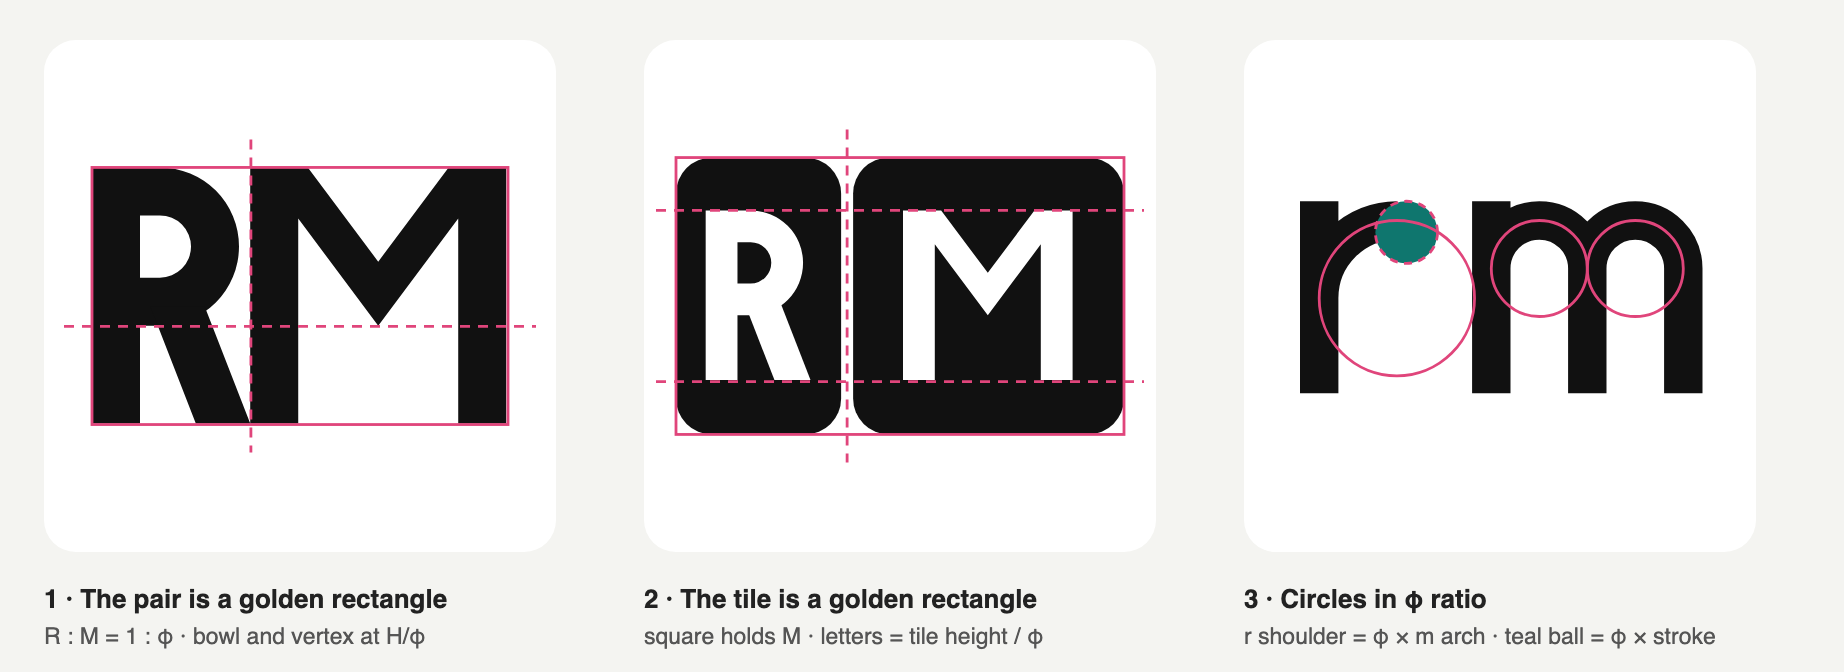 RM
R M
rm
1 · The pair is a golden rectangle
R : M = 1 : ϕ · bowl and vertex at H/ϕ
2 · The tile is a golden rectangle
square holds M · letters = tile height / ϕ
3 · Circles in ϕ ratio
r shoulder = ϕ × m arch · teal ball = ϕ × stroke